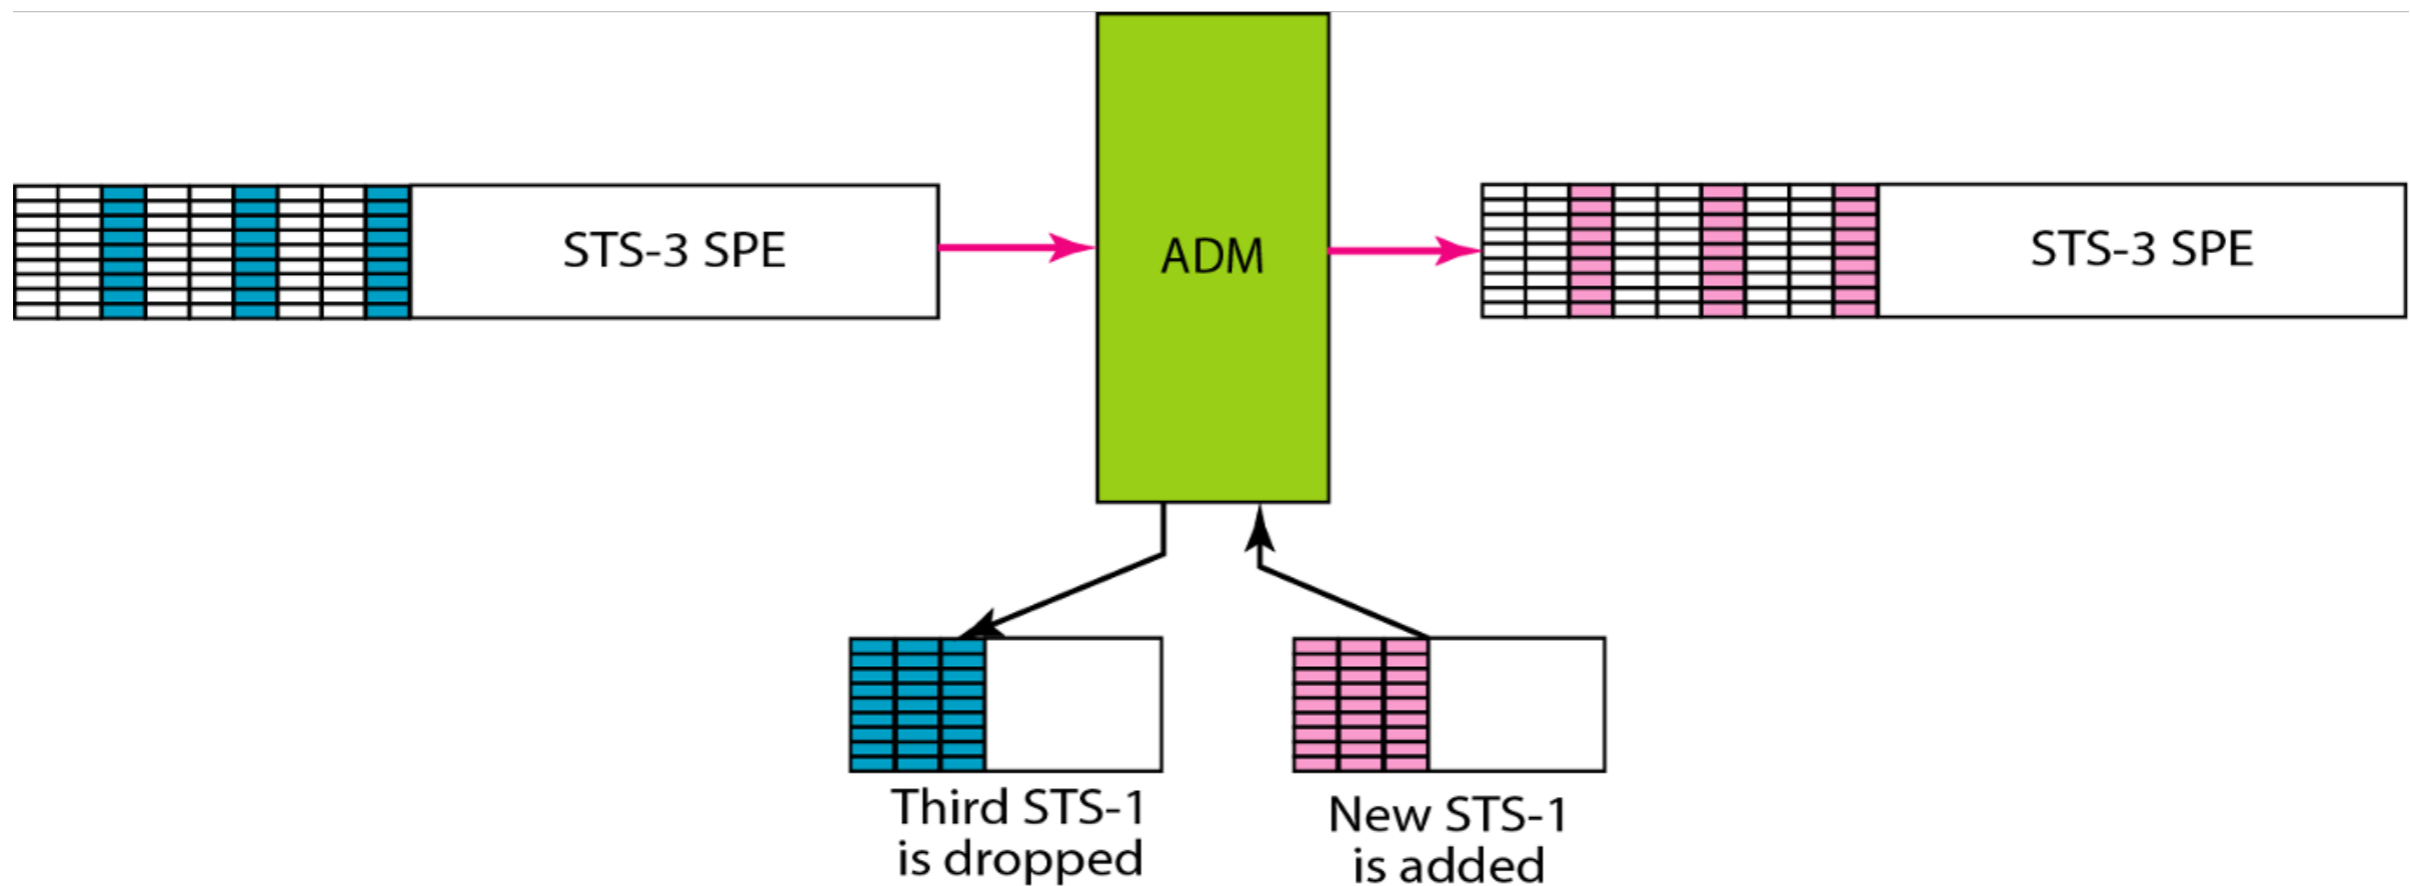 STS-3 SPE
ADM
STS-3 SPE
Third STS-1
is dropped
New STS-1
is added